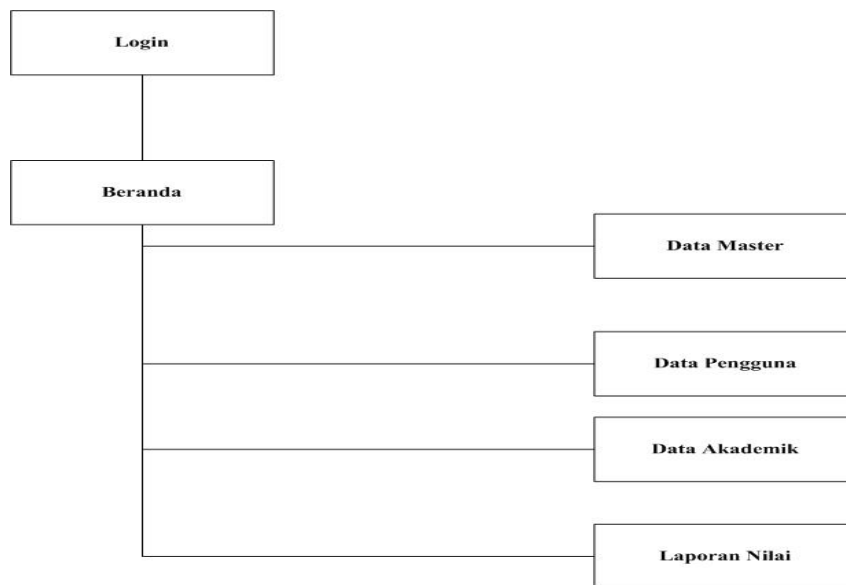 Login
Beranda
Data Master
Data Pengguna
Data Akademik
Laporan Nilai